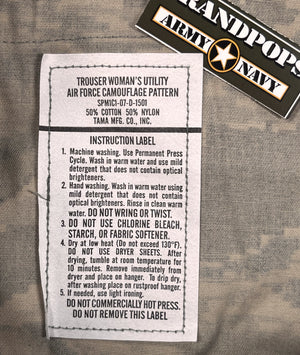 GRANDPOPS
ARMY NAVY
TROUSER WOMAN'S UTILITY
AIR FORCE CAMOUFLAGE PATTERN
SPM1C1-07-D-1501
50% COTTON 50% NYLON
TAMA MFG. CO., INC.
INSTRUCTION LABEL
1. Machine washing. Use Permanent Press
Cycle. Wash in warm water and use mild
detergent that does not contain optical
brighteners.
2. Hand washing. Wash in warm water using
mild detergent that does not contain
optical brighteners. Rinse in clean warm
water. DO NOT WRING OR TWIST.
3. DO NOT USE CHLORINE BLEACH,
STARCH, OR FABRIC SOFTENER.
4. Dry at low heat (Do not exceed 130°F).
DO NOT USE DRYER SHEETS. After
drying, tumble at room temperature for
10 minutes. Remove immediately from
dryer and place on hanger. To drip dry,
after washing place on rustproof hanger.
5. If needed, use light ironing.
DO NOT COMMERCIALLY HOT PRESS.
DO NOT REMOVE THIS LABEL